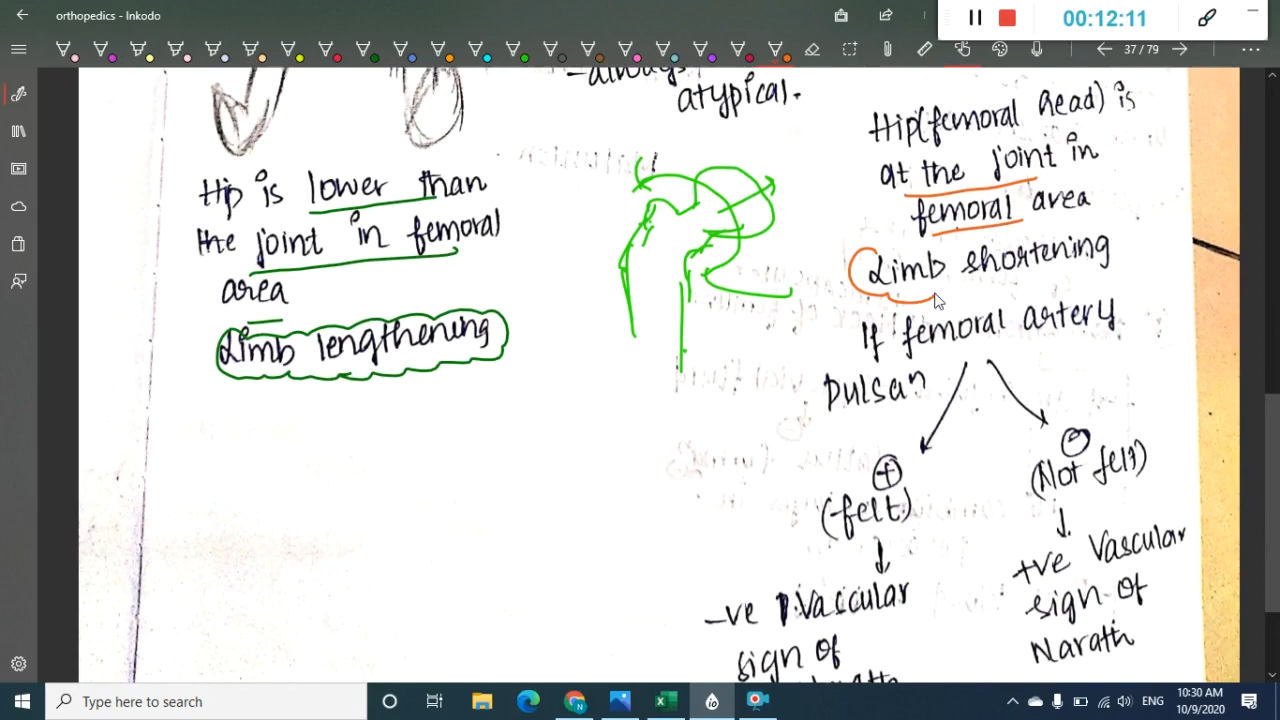 orthopedics - Inkodo
00:12:11
37 / 79
-always
atypical.
Hip is lower than
the joint in femoral
area
Limb lengthening
Hip (femoral head) is
at the joint in
femoral area
Limb shortening
If femoral artery
Pulsan
(+)
(felt)
-ve Vascular
sign of
(-)
(Not felt)
+ve Vascular
sign of
Narath
Type here to search
ENG
10:30 AM
10/9/2020